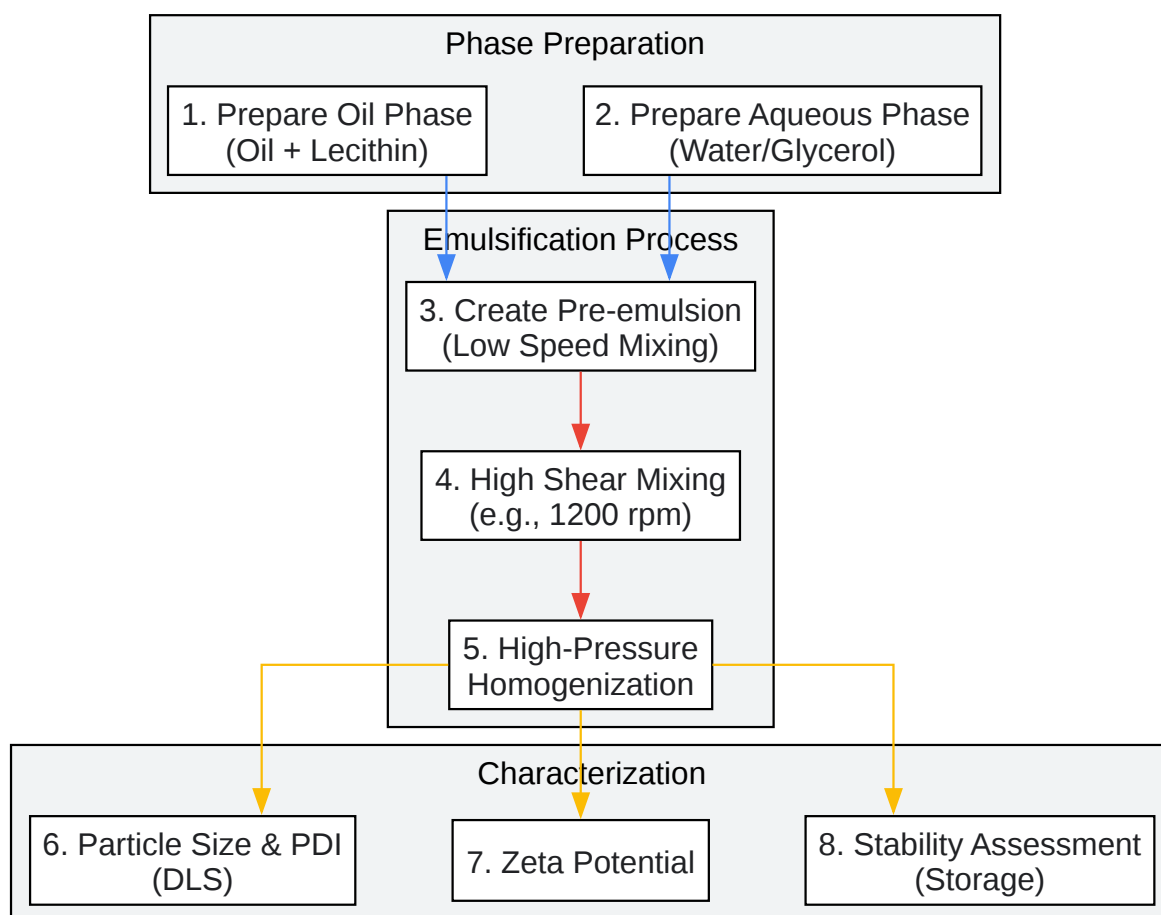 Phase Preparation
1. Prepare Oil Phase
(Oil + Lecithin)
2. Prepare Aqueous Phase
(Water/Glycerol)
Emulsification Process
3. Create Pre-emulsion
(Low Speed Mixing)
4. High Shear Mixing
(e.g., 1200 rpm)
5. High-Pressure
Homogenization
Characterization
6. Particle Size & PDI
(DLS)
7. Zeta Potential
8. Stability Assessment
(Storage)